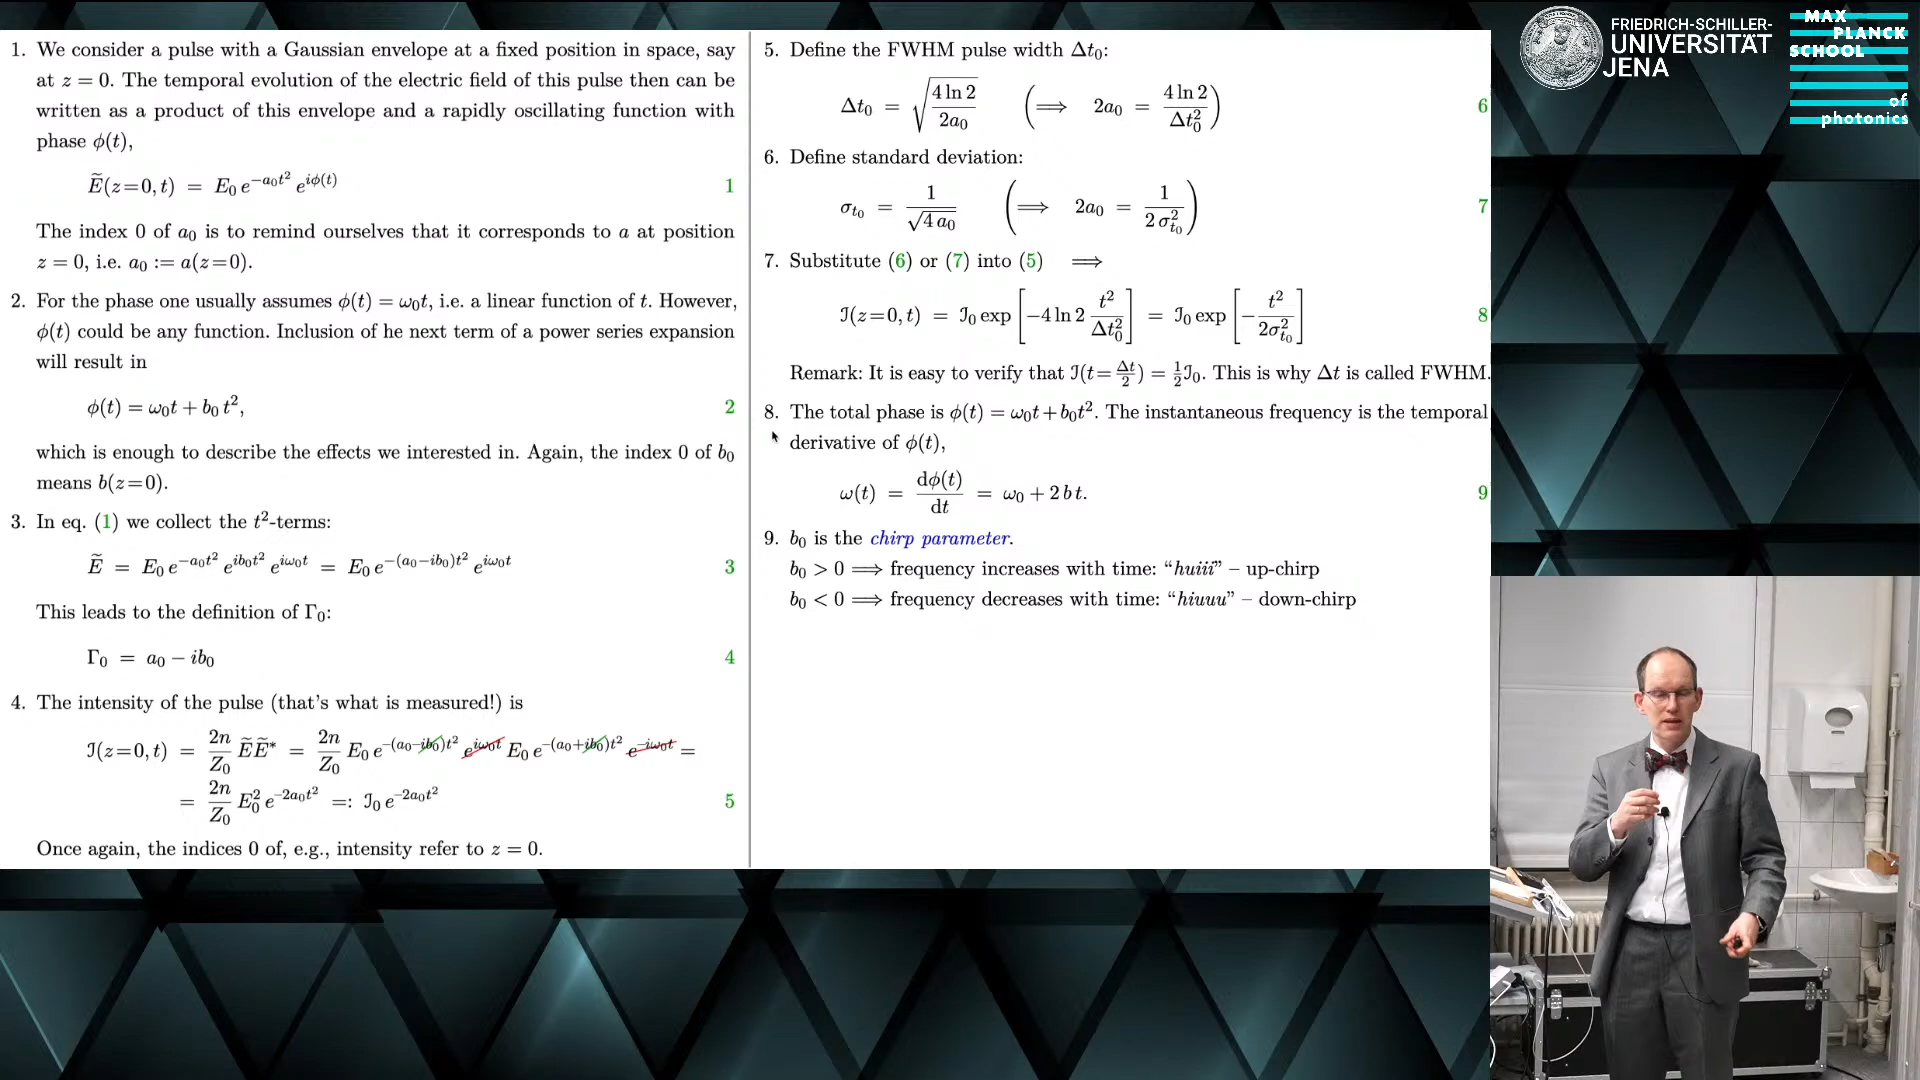 1. We consider a pulse with a Gaussian envelope at a fixed position in space, say
at z = 0. The temporal evolution of the electric field of this pulse then can be
written as a product of this envelope and a rapidly oscillating function with
phase ϕ(t),
Ẽ(z=0, t) = E₀ e^{−a₀t²} e^{iϕ(t)} 1
The index 0 of a₀ is to remind ourselves that it corresponds to a at position
z = 0, i.e. a₀ := a(z=0).
2. For the phase one usually assumes ϕ(t) = ω₀t, i.e. a linear function of t. However,
ϕ(t) could be any function. Inclusion of he next term of a power series expansion
will result in
ϕ(t) = ω₀t + b₀ t², 2
which is enough to describe the effects we interested in. Again, the index 0 of b₀
means b(z=0).
3. In eq. (1) we collect the t²-terms:
Ẽ = E₀ e^{−a₀t²} e^{ib₀t²} e^{iω₀t} = E₀ e^{−(a₀−ib₀)t²} e^{iω₀t} 3
This leads to the definition of Γ₀:
Γ₀ = a₀ − ib₀ 4
4. The intensity of the pulse (that's what is measured!) is
ℐ(z=0, t) = 2n/Z₀ ẼẼ* = 2n/Z₀ E₀ e^{−(a₀−ib₀)t²} e^{iω₀t} E₀ e^{−(a₀+ib₀)t²} e^{−iω₀t} =
= 2n/Z₀ E₀² e^{−2a₀t²} =: ℐ₀ e^{−2a₀t²} 5
Once again, the indices 0 of, e.g., intensity refer to z = 0.
5. Define the FWHM pulse width Δt₀:
Δt₀ = √(4 ln 2 / 2a₀) (⟹ 2a₀ = 4 ln 2 / Δt₀²) 6
6. Define standard deviation:
σ_{t₀} = 1/√(4 a₀) (⟹ 2a₀ = 1 / 2 σ²_{t₀}) 7
7. Substitute (6) or (7) into (5) ⟹
ℐ(z=0, t) = ℐ₀ exp[−4 ln 2 t²/Δt₀²] = ℐ₀ exp[−t²/2σ²_{t₀}] 8
Remark: It is easy to verify that ℐ(t=Δt/2) = ½ℐ₀. This is why Δt is called FWHM.
8. The total phase is ϕ(t) = ω₀t + b₀t². The instantaneous frequency is the temporal
derivative of ϕ(t),
ω(t) = dϕ(t)/dt = ω₀ + 2 b t. 9
9. b₀ is the chirp parameter.
b₀ > 0 ⟹ frequency increases with time: “huiii” – up-chirp
b₀ < 0 ⟹ frequency decreases with time: “hiuuu” – down-chirp
FRIEDRICH-SCHILLER-
UNIVERSITÄT
JENA
MAX
PLANCK
SCHOOL
of
photonics